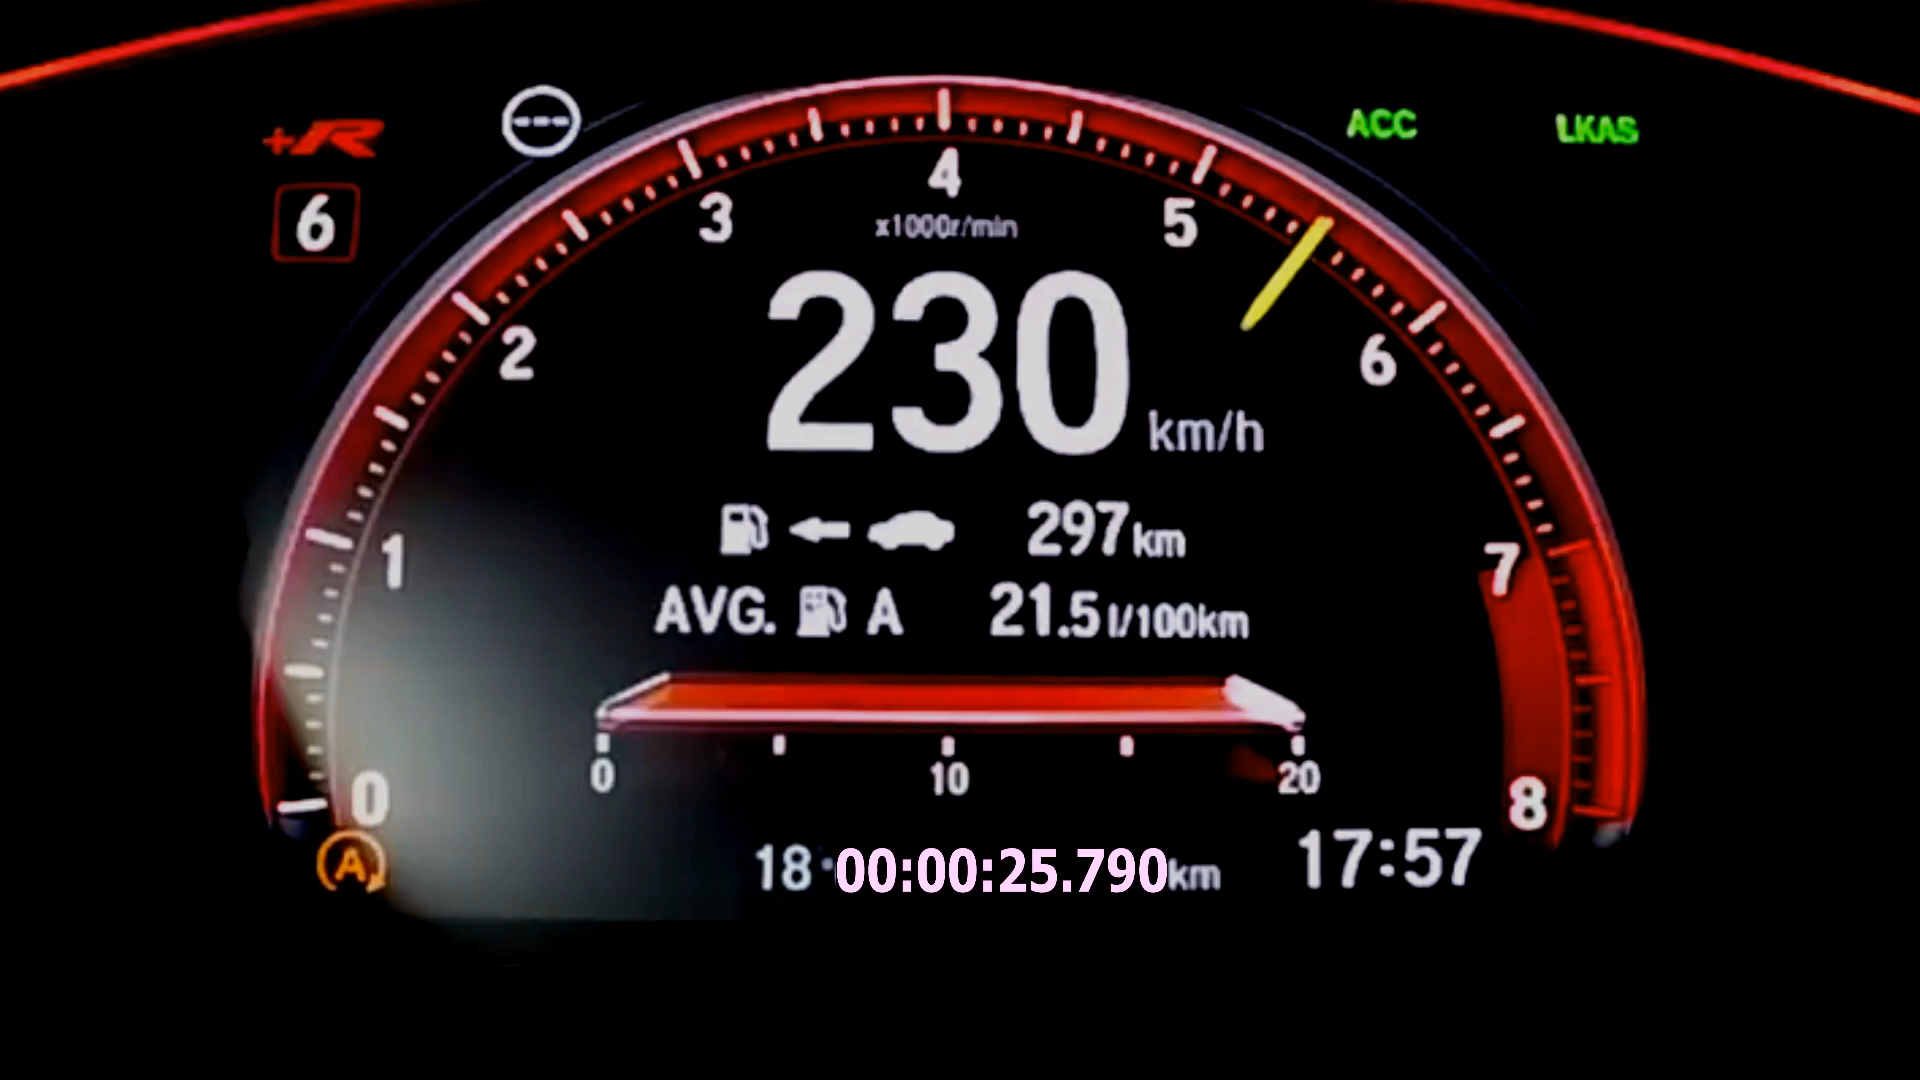 +R
ACC
LKAS
6
4
3
5
x1000r/min
2
6
230 km/h
297km
1
7
AVG. A 21.5 l/100km
0
8
0 10 20
A
18° 00:00:25.790 km 17:57